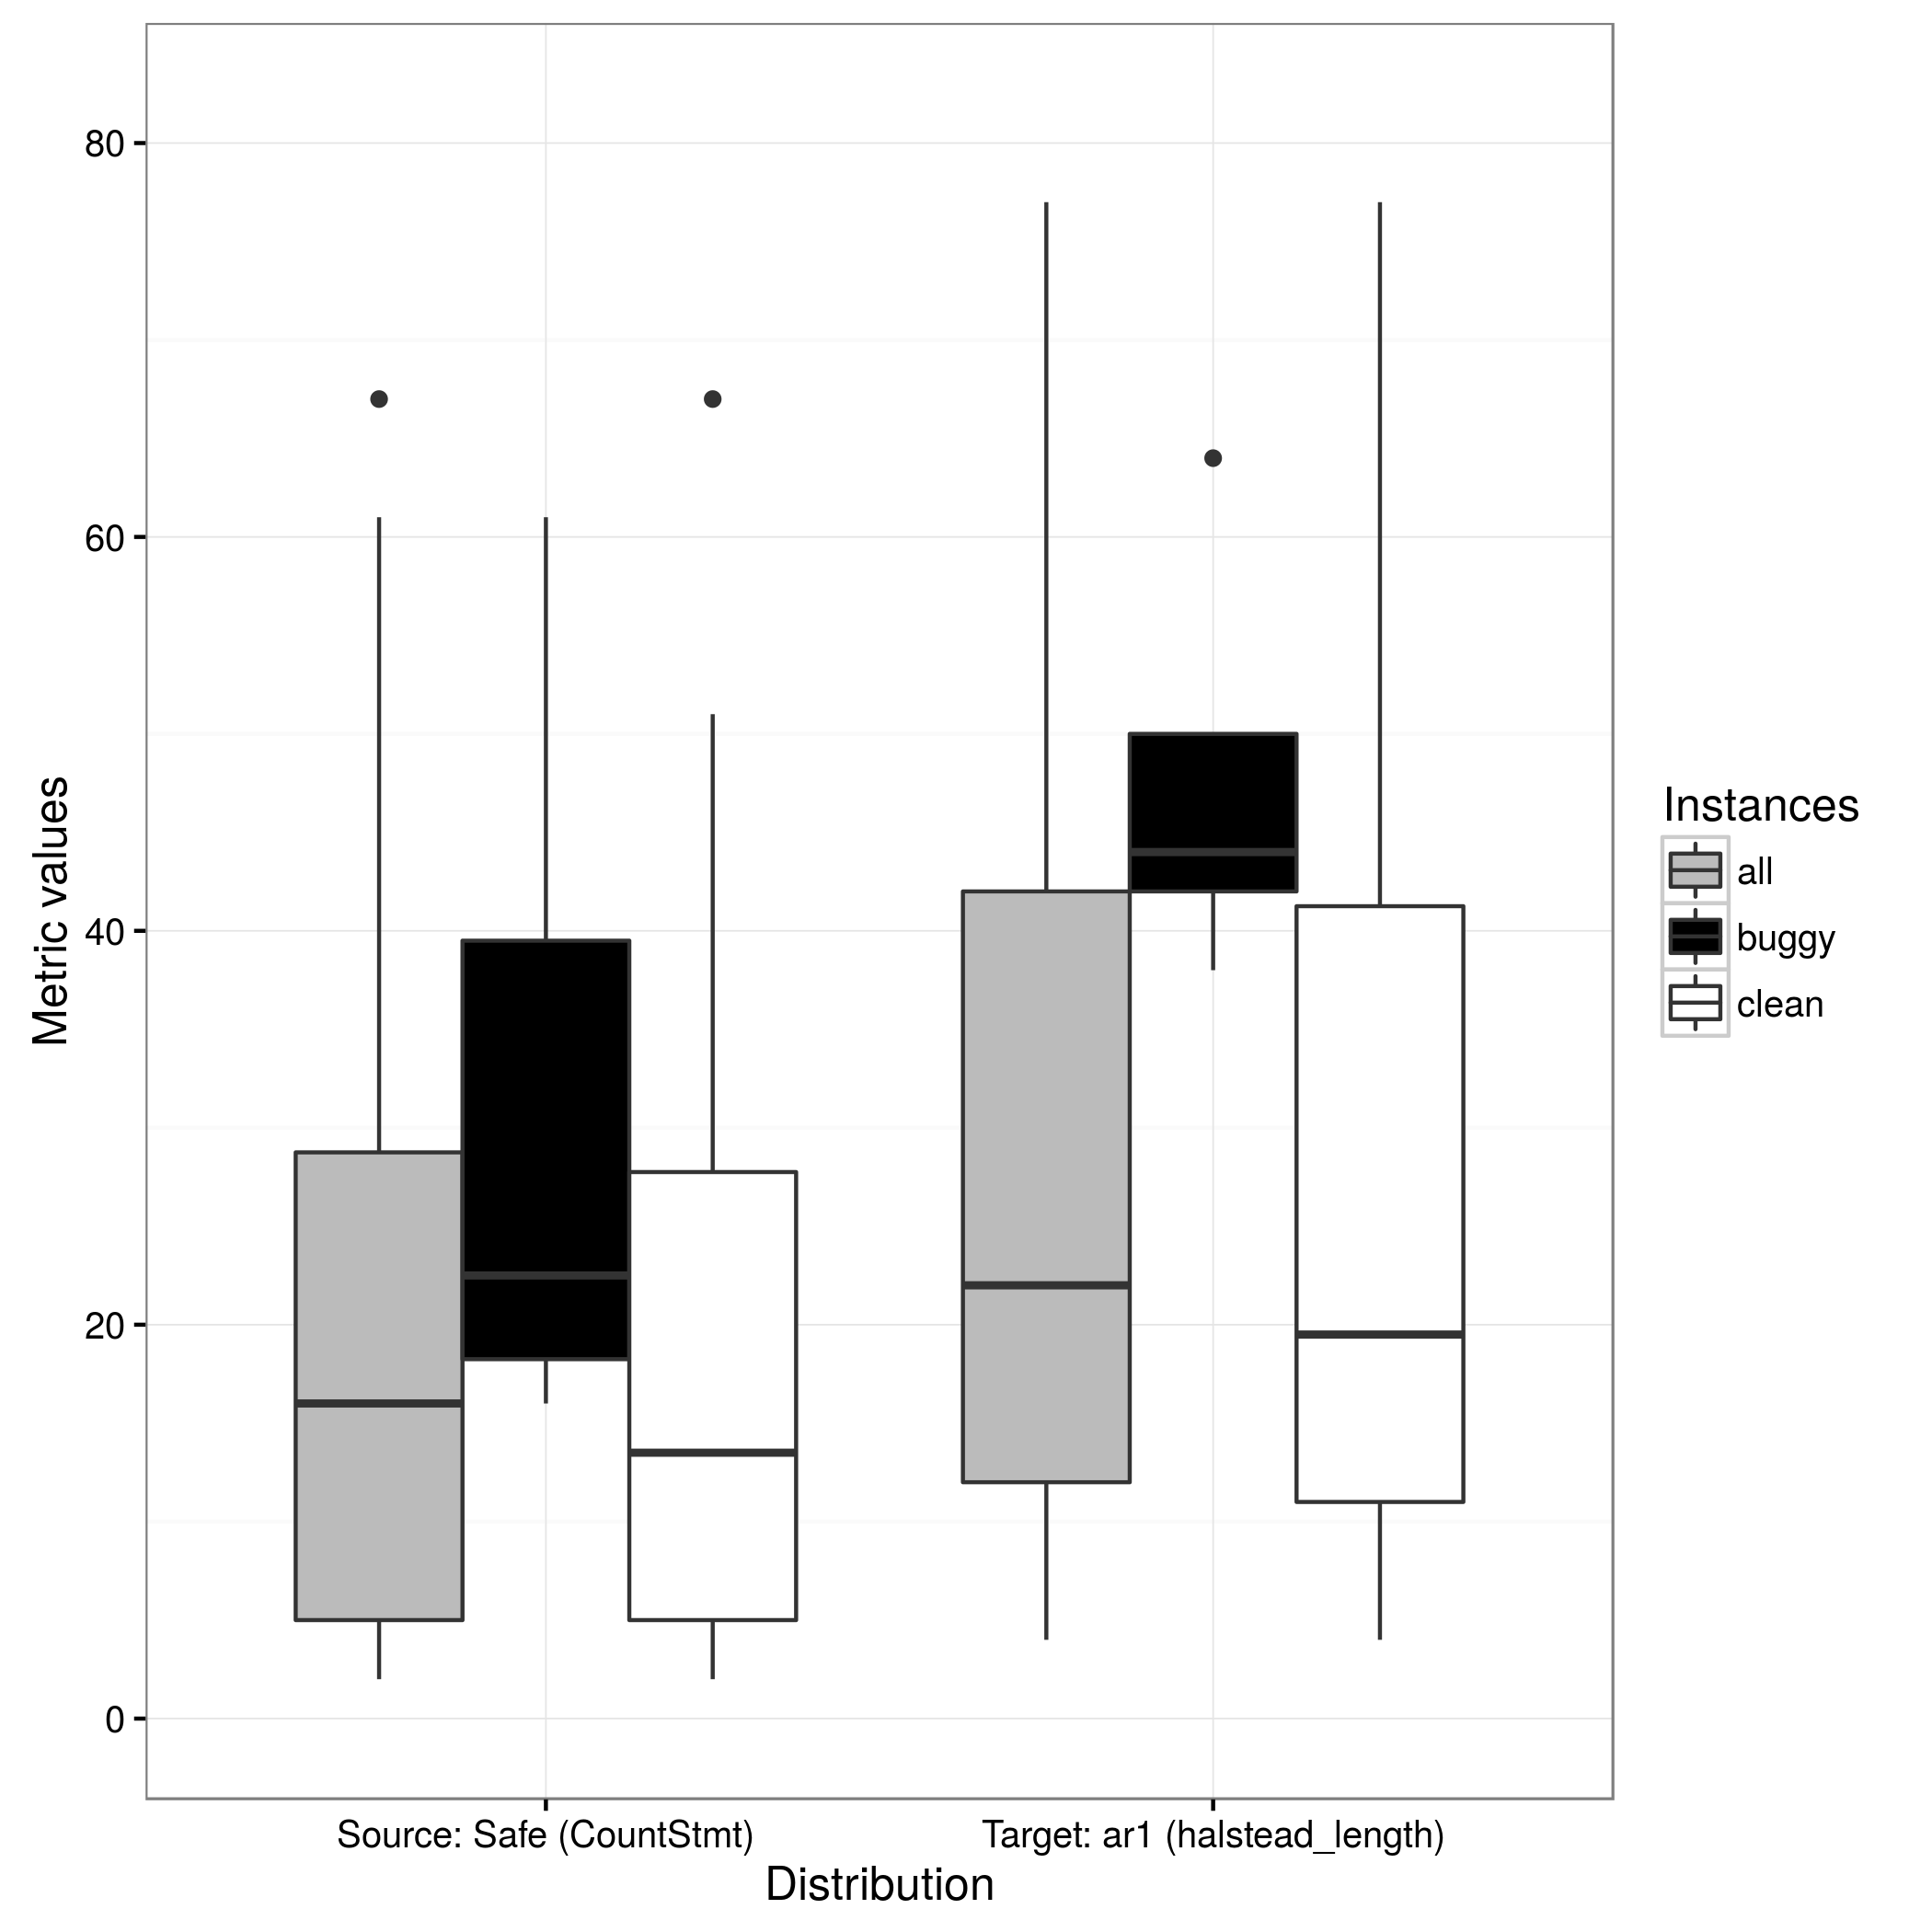 80
60
40
20
0
Metric values
Source: Safe (CountStmt)
Target: ar1 (halstead_length)
Distribution
Instances
all
buggy
clean